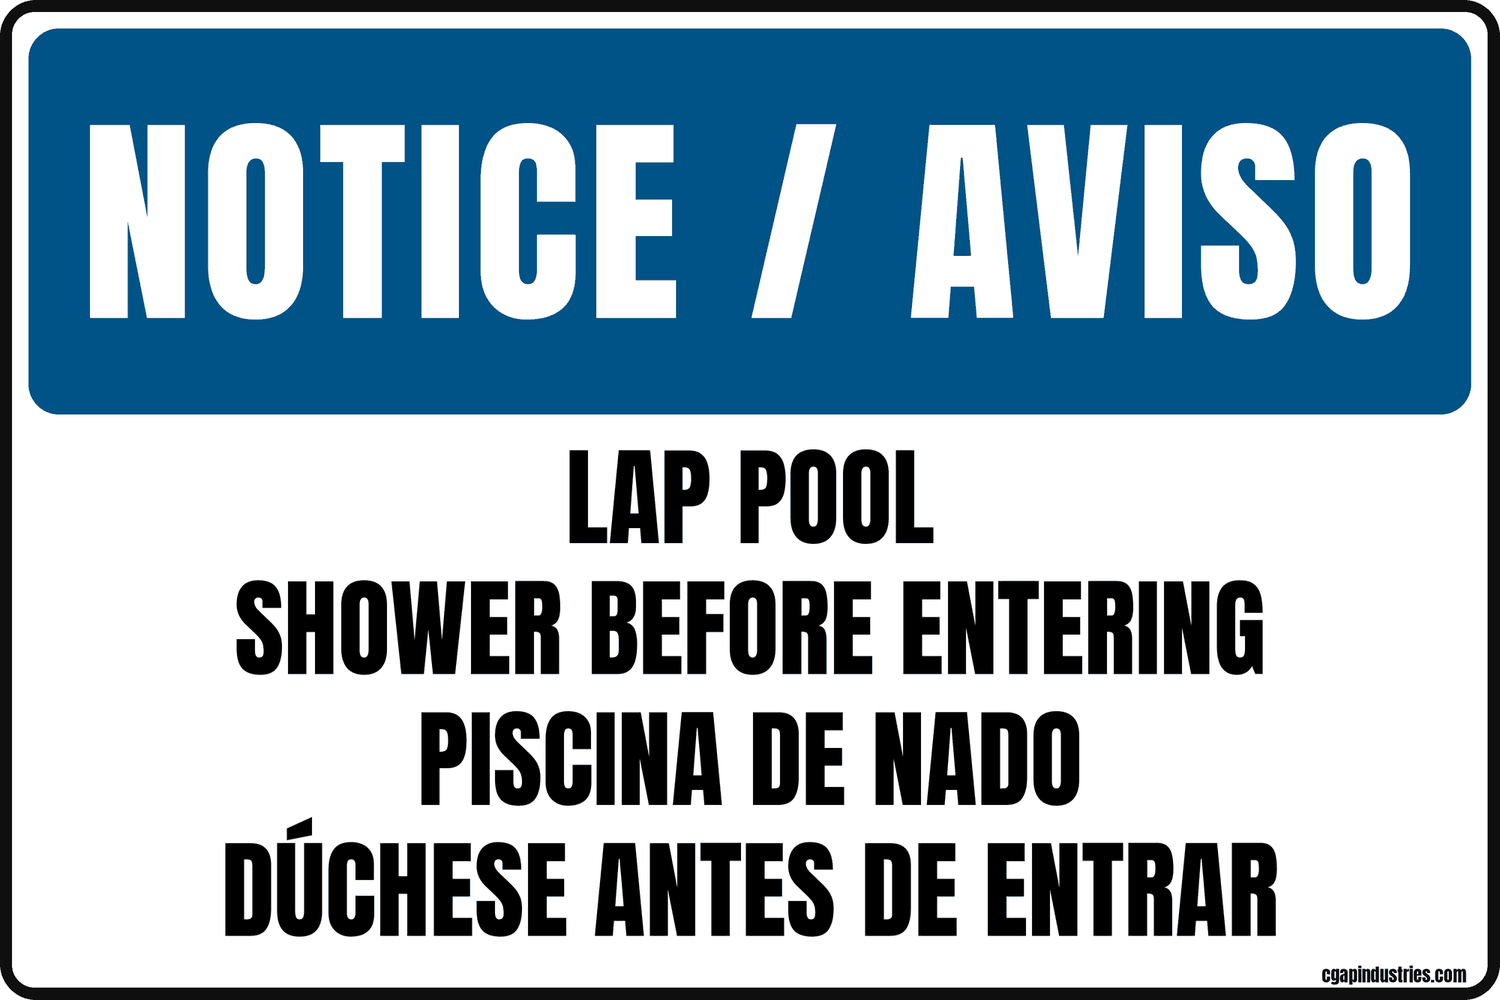 NOTICE / AVISO
LAP POOL
SHOWER BEFORE ENTERING
PISCINA DE NADO
DÚCHESE ANTES DE ENTRAR
cgapindustries.com